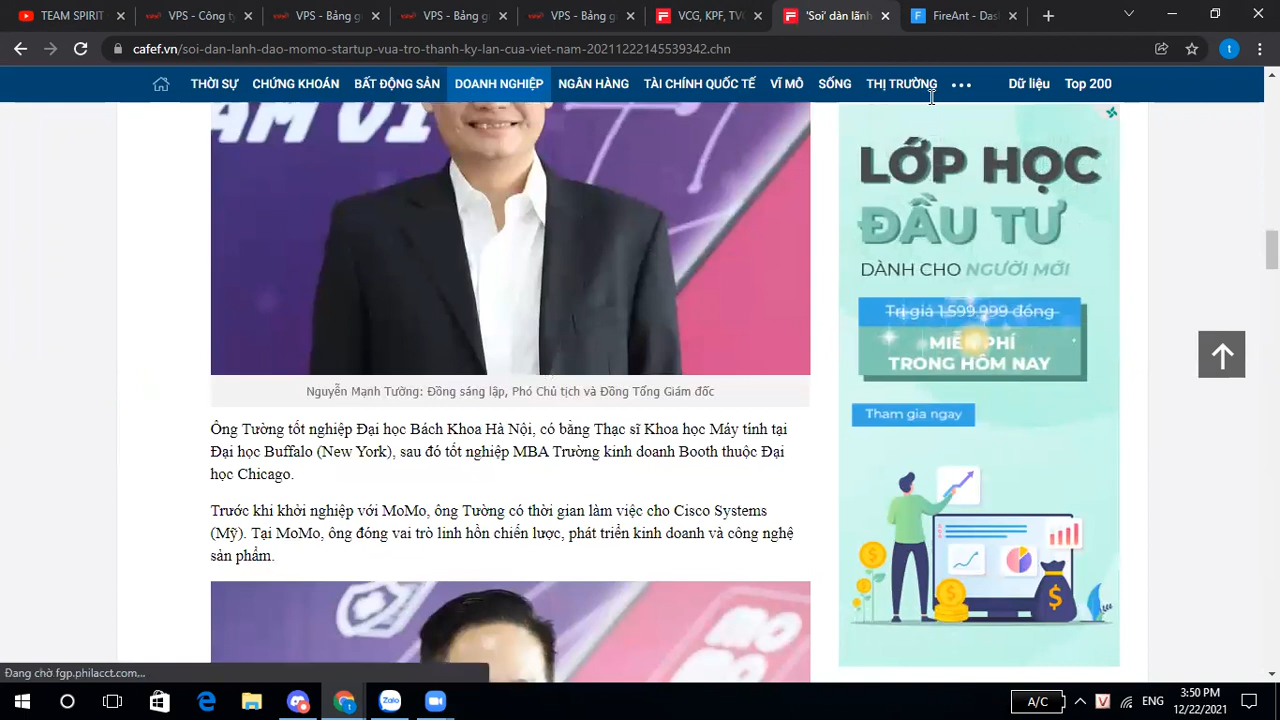 TEAM SPIRIT
VPS - Công ty
VPS - Bảng g
VPS - Bảng g
VPS - Bảng g
VCG, KPF, TV
'Soi' dàn lãnh
FireAnt - Das
cafef.vn/soi-dan-lanh-dao-momo-startup-vua-tro-thanh-ky-lan-cua-viet-nam-20211222145539342.chn
t
THỜI SỰ CHỨNG KHOÁN BẤT ĐỘNG SẢN DOANH NGHIỆP NGÂN HÀNG TÀI CHÍNH QUỐC TẾ VĨ MÔ SỐNG THỊ TRƯỜNG Dữ liệu Top 200
Nguyễn Mạnh Tường: Đồng sáng lập, Phó Chủ tịch và Đồng Tổng Giám đốc
Ông Tường tốt nghiệp Đại học Bách Khoa Hà Nội, có bằng Thạc sĩ Khoa học Máy tính tại
Đại học Buffalo (New York), sau đó tốt nghiệp MBA Trường kinh doanh Booth thuộc Đại
học Chicago.
Trước khi khởi nghiệp với MoMo, ông Tường có thời gian làm việc cho Cisco Systems
(Mỹ). Tại MoMo, ông đóng vai trò linh hồn chiến lược, phát triển kinh doanh và công nghệ
sản phẩm.
LỚP HỌC
ĐẦU TƯ
DÀNH CHO NGƯỜI MỚI
Trị giá 1.599.999 đồng
MIỄN PHÍ
TRONG HÔM NAY
Tham gia ngay
Đang chờ fgp.philacct.com...
Zalo
A/C
V
ENG
3:50 PM
12/22/2021